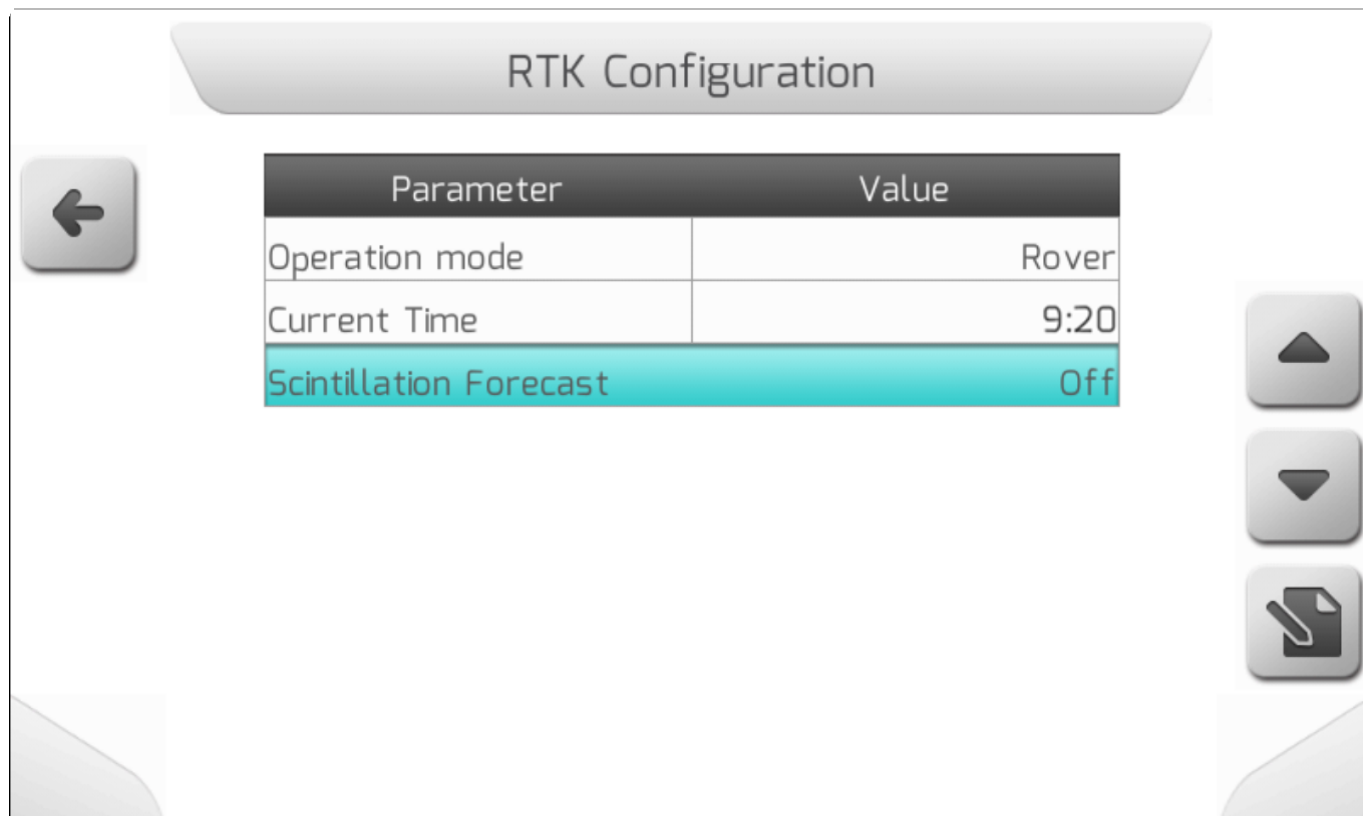 RTK Configuration
Parameter Value
Operation mode Rover
Current Time 9:20
Scintillation Forecast Off